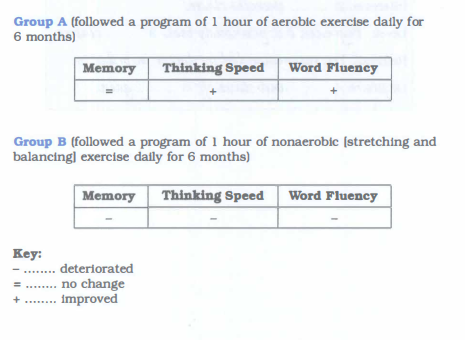 Group A (followed a program of 1 hour of aerobic exercise daily for
6 months)
Memory Thinking Speed Word Fluency
= + +
Group B (followed a program of 1 hour of nonaerobic [stretching and
balancing] exercise daily for 6 months)
Memory Thinking Speed Word Fluency
– – –
Key:
– ........ deteriorated
= ........ no change
+ ........ improved